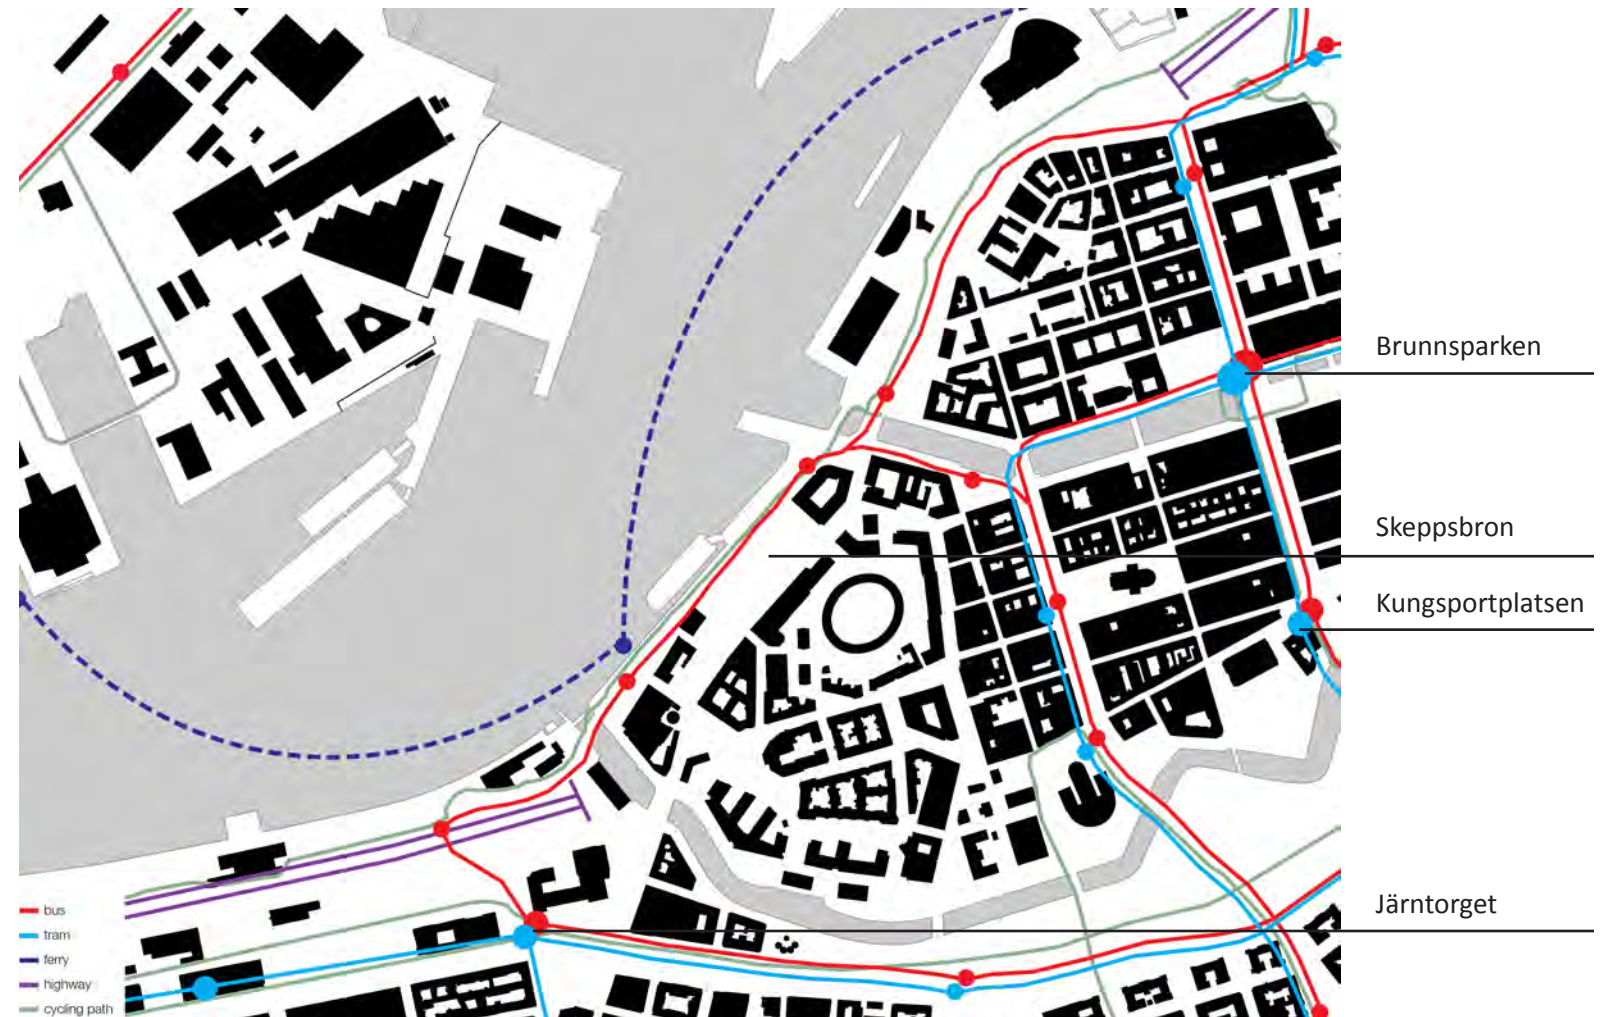 Brunnsparken
Skeppsbron
Kungsportplatsen
Järntorget
bus
tram
ferry
highway
cycling path